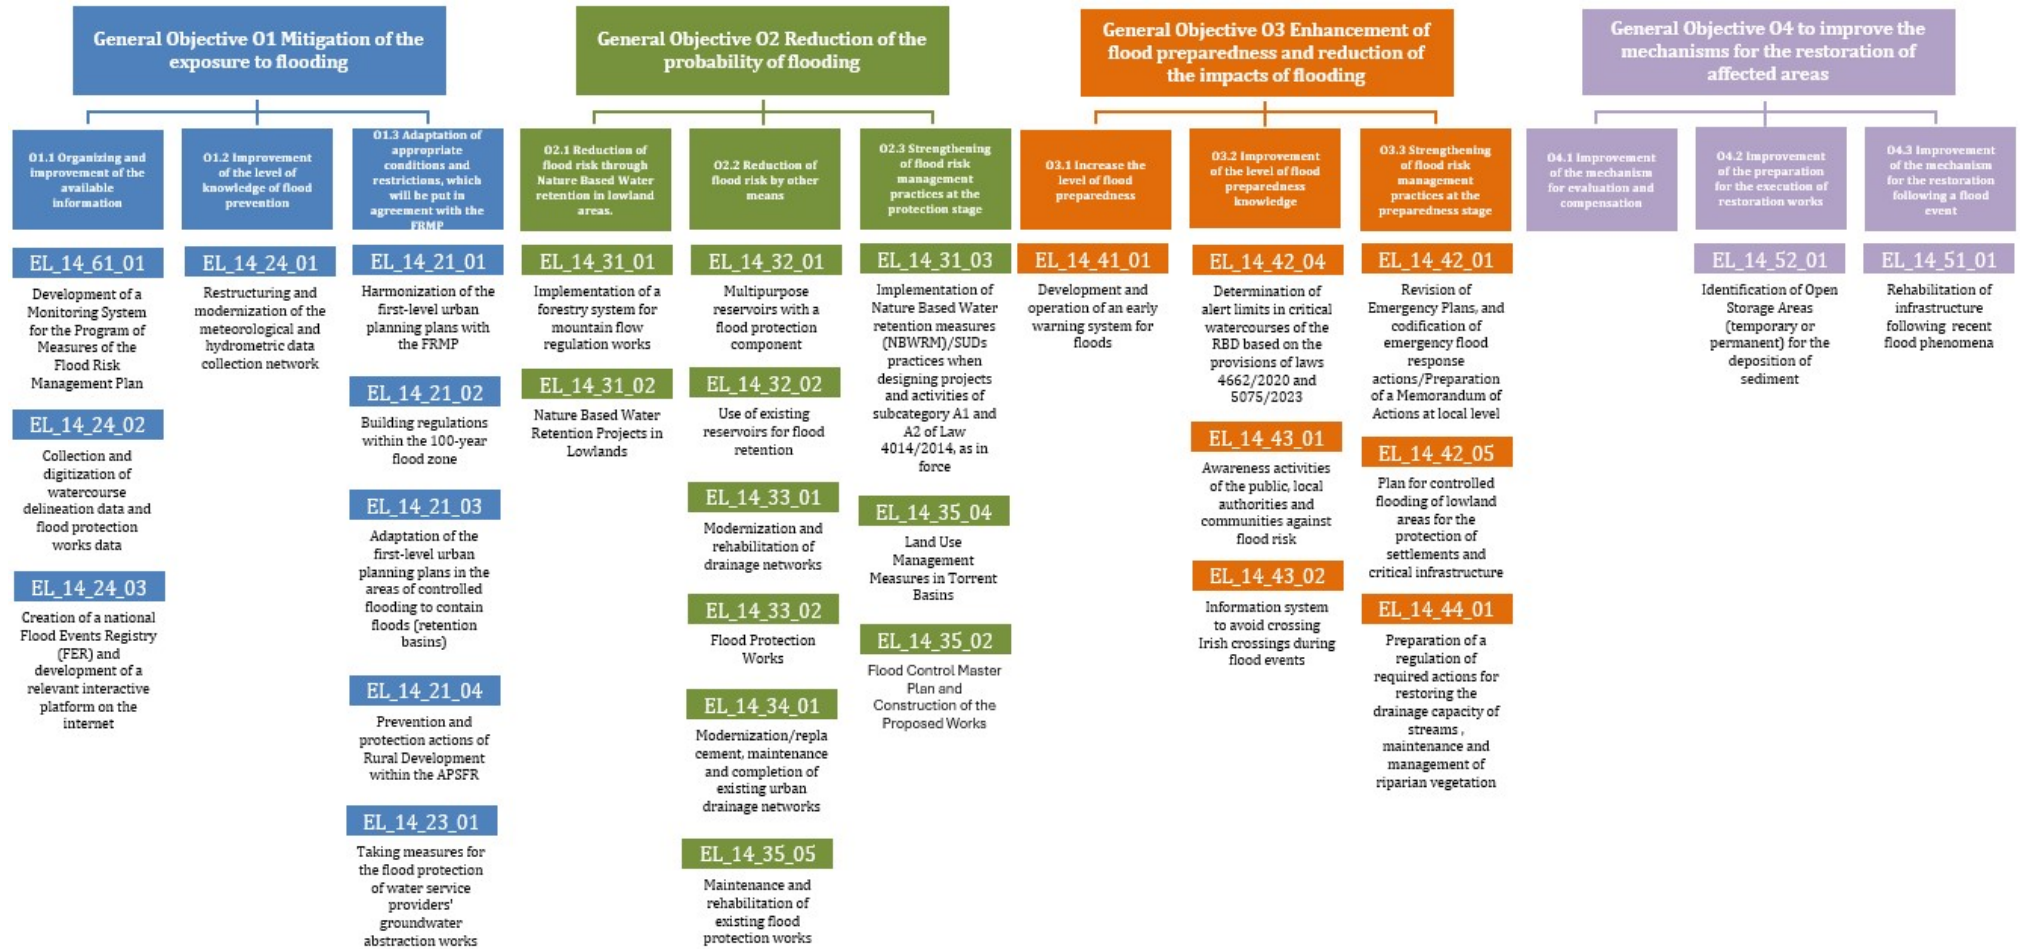 General Objective O1 Mitigation of the
exposure to flooding
General Objective O2 Reduction of the
probability of flooding
General Objective O3 Enhancement of
flood preparedness and reduction of
the impacts of flooding
General Objective O4 to improve the
mechanisms for the restoration of
affected areas
O1.1 Organizing and
improvement of the
available
information
O1.2 Improvement
of the level of
knowledge of flood
prevention
O1.3 Adaptation of
appropriate
conditions and
restrictions, which
will be put in
agreement with the
FRMP
O2.1 Reduction of
flood risk through
Nature Based Water
retention in lowland
areas.
O2.2 Reduction of
flood risk by other
means
O2.3 Strengthening
of flood risk
management
practices at the
protection stage
O3.1 Increase the
level of flood
preparedness
O3.2 Improvement
of the level of flood
preparedness
knowledge
O3.3 Strengthening
of flood risk
management
practices at the
preparedness stage
O4.1 Improvement
of the mechanism
for evaluation and
compensation
O4.2 Improvement
of the preparation
for the execution of
restoration works
O4.3 Improvement
of the mechanism
for the restoration
following a flood
event
EL_14_61_01
Development of a
Monitoring System
for the Program of
Measures of the
Flood Risk
Management Plan
EL_14_24_02
Collection and
digitization of
watercourse
delineation data and
flood protection
works data
EL_14_24_03
Creation of a national
Flood Events Registry
(FER) and
development of a
relevant interactive
platform on the
internet
EL_14_24_01
Restructuring and
modernization of the
meteorological and
hydrometric data
collection network
EL_14_21_01
Harmonization of the
first-level urban
planning plans with
the FRMP
EL_14_21_02
Building regulations
within the 100-year
flood zone
EL_14_21_03
Adaptation of the
first-level urban
planning plans in the
areas of controlled
flooding to contain
floods (retention
basins)
EL_14_21_04
Prevention and
protection actions of
Rural Development
within the APSFR
EL_14_23_01
Taking measures for
the flood protection
of water service
providers'
groundwater
abstraction works
EL_14_31_01
Implementation of a
forestry system for
mountain flow
regulation works
EL_14_31_02
Nature Based Water
Retention Projects in
Lowlands
EL_14_32_01
Multipurpose
reservoirs with a
flood protection
component
EL_14_32_02
Use of existing
reservoirs for flood
retention
EL_14_33_01
Modernization and
rehabilitation of
drainage networks
EL_14_33_02
Flood Protection
Works
EL_14_34_01
Modernization/repla
cement, maintenance
and completion of
existing urban
drainage networks
EL_14_35_05
Maintenance and
rehabilitation of
existing flood
protection works
EL_14_31_03
Implementation of
Nature Based Water
retention measures
(NBWRM)/SUDs
practices when
designing projects
and activities of
subcategory A1 and
A2 of Law
4014/2014, as in
force
EL_14_35_04
Land Use
Management
Measures in Torrent
Basins
EL_14_35_02
Flood Control Master
Plan and
Construction of the
Proposed Works
EL_14_41_01
Development and
operation of an early
warning system for
floods
EL_14_42_04
Determination of
alert limits in critical
watercourses of the
RBD based on the
provisions of laws
4662/2020 and
5075/2023
EL_14_43_01
Awareness activities
of the public, local
authorities and
communities against
flood risk
EL_14_43_02
Information system
to avoid crossing
Irish crossings during
flood events
EL_14_42_01
Revision of
Emergency Plans, and
codification of
emergency flood
response
actions/Preparation
of a Memorandum of
Actions at local level
EL_14_42_05
Plan for controlled
flooding of lowland
areas for the
protection of
settlements and
critical infrastructure
EL_14_44_01
Preparation of a
regulation of
required actions for
restoring the
drainage capacity of
streams ,
maintenance and
management of
riparian vegetation
EL_14_52_01
Identification of Open
Storage Areas
(temporary or
permanent) for the
deposition of
sediment
EL_14_51_01
Rehabilitation of
infrastructure
following recent
flood phenomena